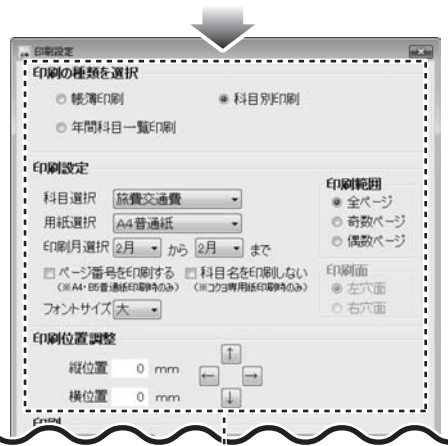 印刷設定
印刷の種類を選択
帳簿印刷 科目別印刷
年間科目一覧印刷
印刷設定
科目選択 旅費交通費
用紙選択 A4普通紙
印刷月選択 2月 から 2月 まで
ページ番号を印刷する 科目名を印刷しない
(※A4・B5普通紙印刷時のみ) (※コクヨ専用紙印刷時のみ)
フォントサイズ 大
印刷範囲
全ページ
奇数ページ
偶数ページ
印刷面
左穴面
右穴面
印刷位置調整
縦位置 0 mm
横位置 0 mm
↑
← →
↓
印刷